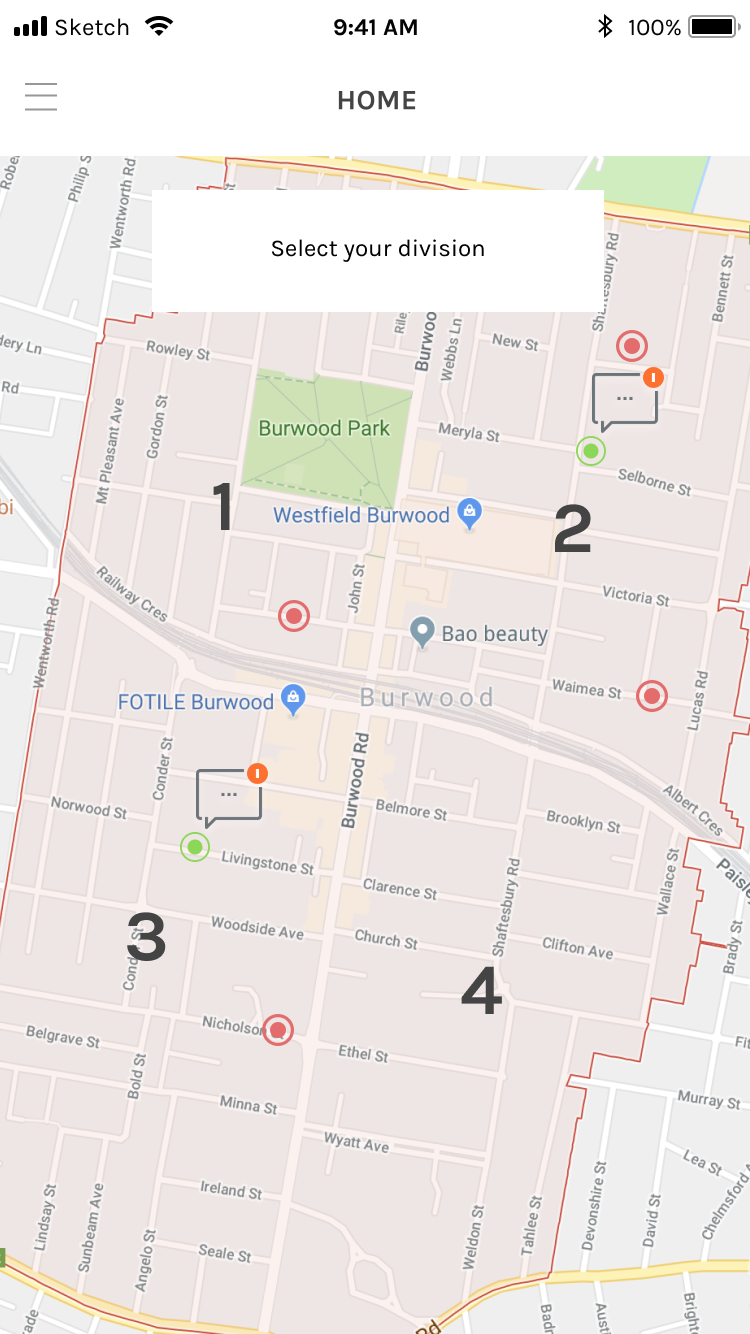 Sketch 9:41 AM 100%
HOME
Philip S
Wentworth Rd
Select your division
Shaftesbury Rd
Bennett St
Rile
Burwoo
Webbs Ln
New St
dery Ln
Rowley St
Rd
Mt Pleasant Ave
Gordon St
Burwood Park
Meryla St
...
Selborne St
1
Westfield Burwood
2
bi
Railway Cres
John St
Victoria St
Wentworth Rd
Bao beauty
FOTILE Burwood
Burwood
Waimea St
Lucas Rd
Conder St
Burwood Rd
...
Norwood St
Belmore St
Brooklyn St
Albert Cres
Livingstone St
Clarence St
Shaftesbury Rd
Wallace St
Paisle
3
Conder St
Woodside Ave
Church St
Clifton Ave
Brady St
4
Belgrave St
Nicholson
Ethel St
Fit
Bold St
Minna St
Murray St
Wyatt Ave
Lea St
Ireland St
Lindsay St
Sunbeam Ave
Angelo St
Seale St
Weldon St
Tahlee St
Devonshire St
David St
Chelmsford A
ade
Rd
Badr
Aust
Bright